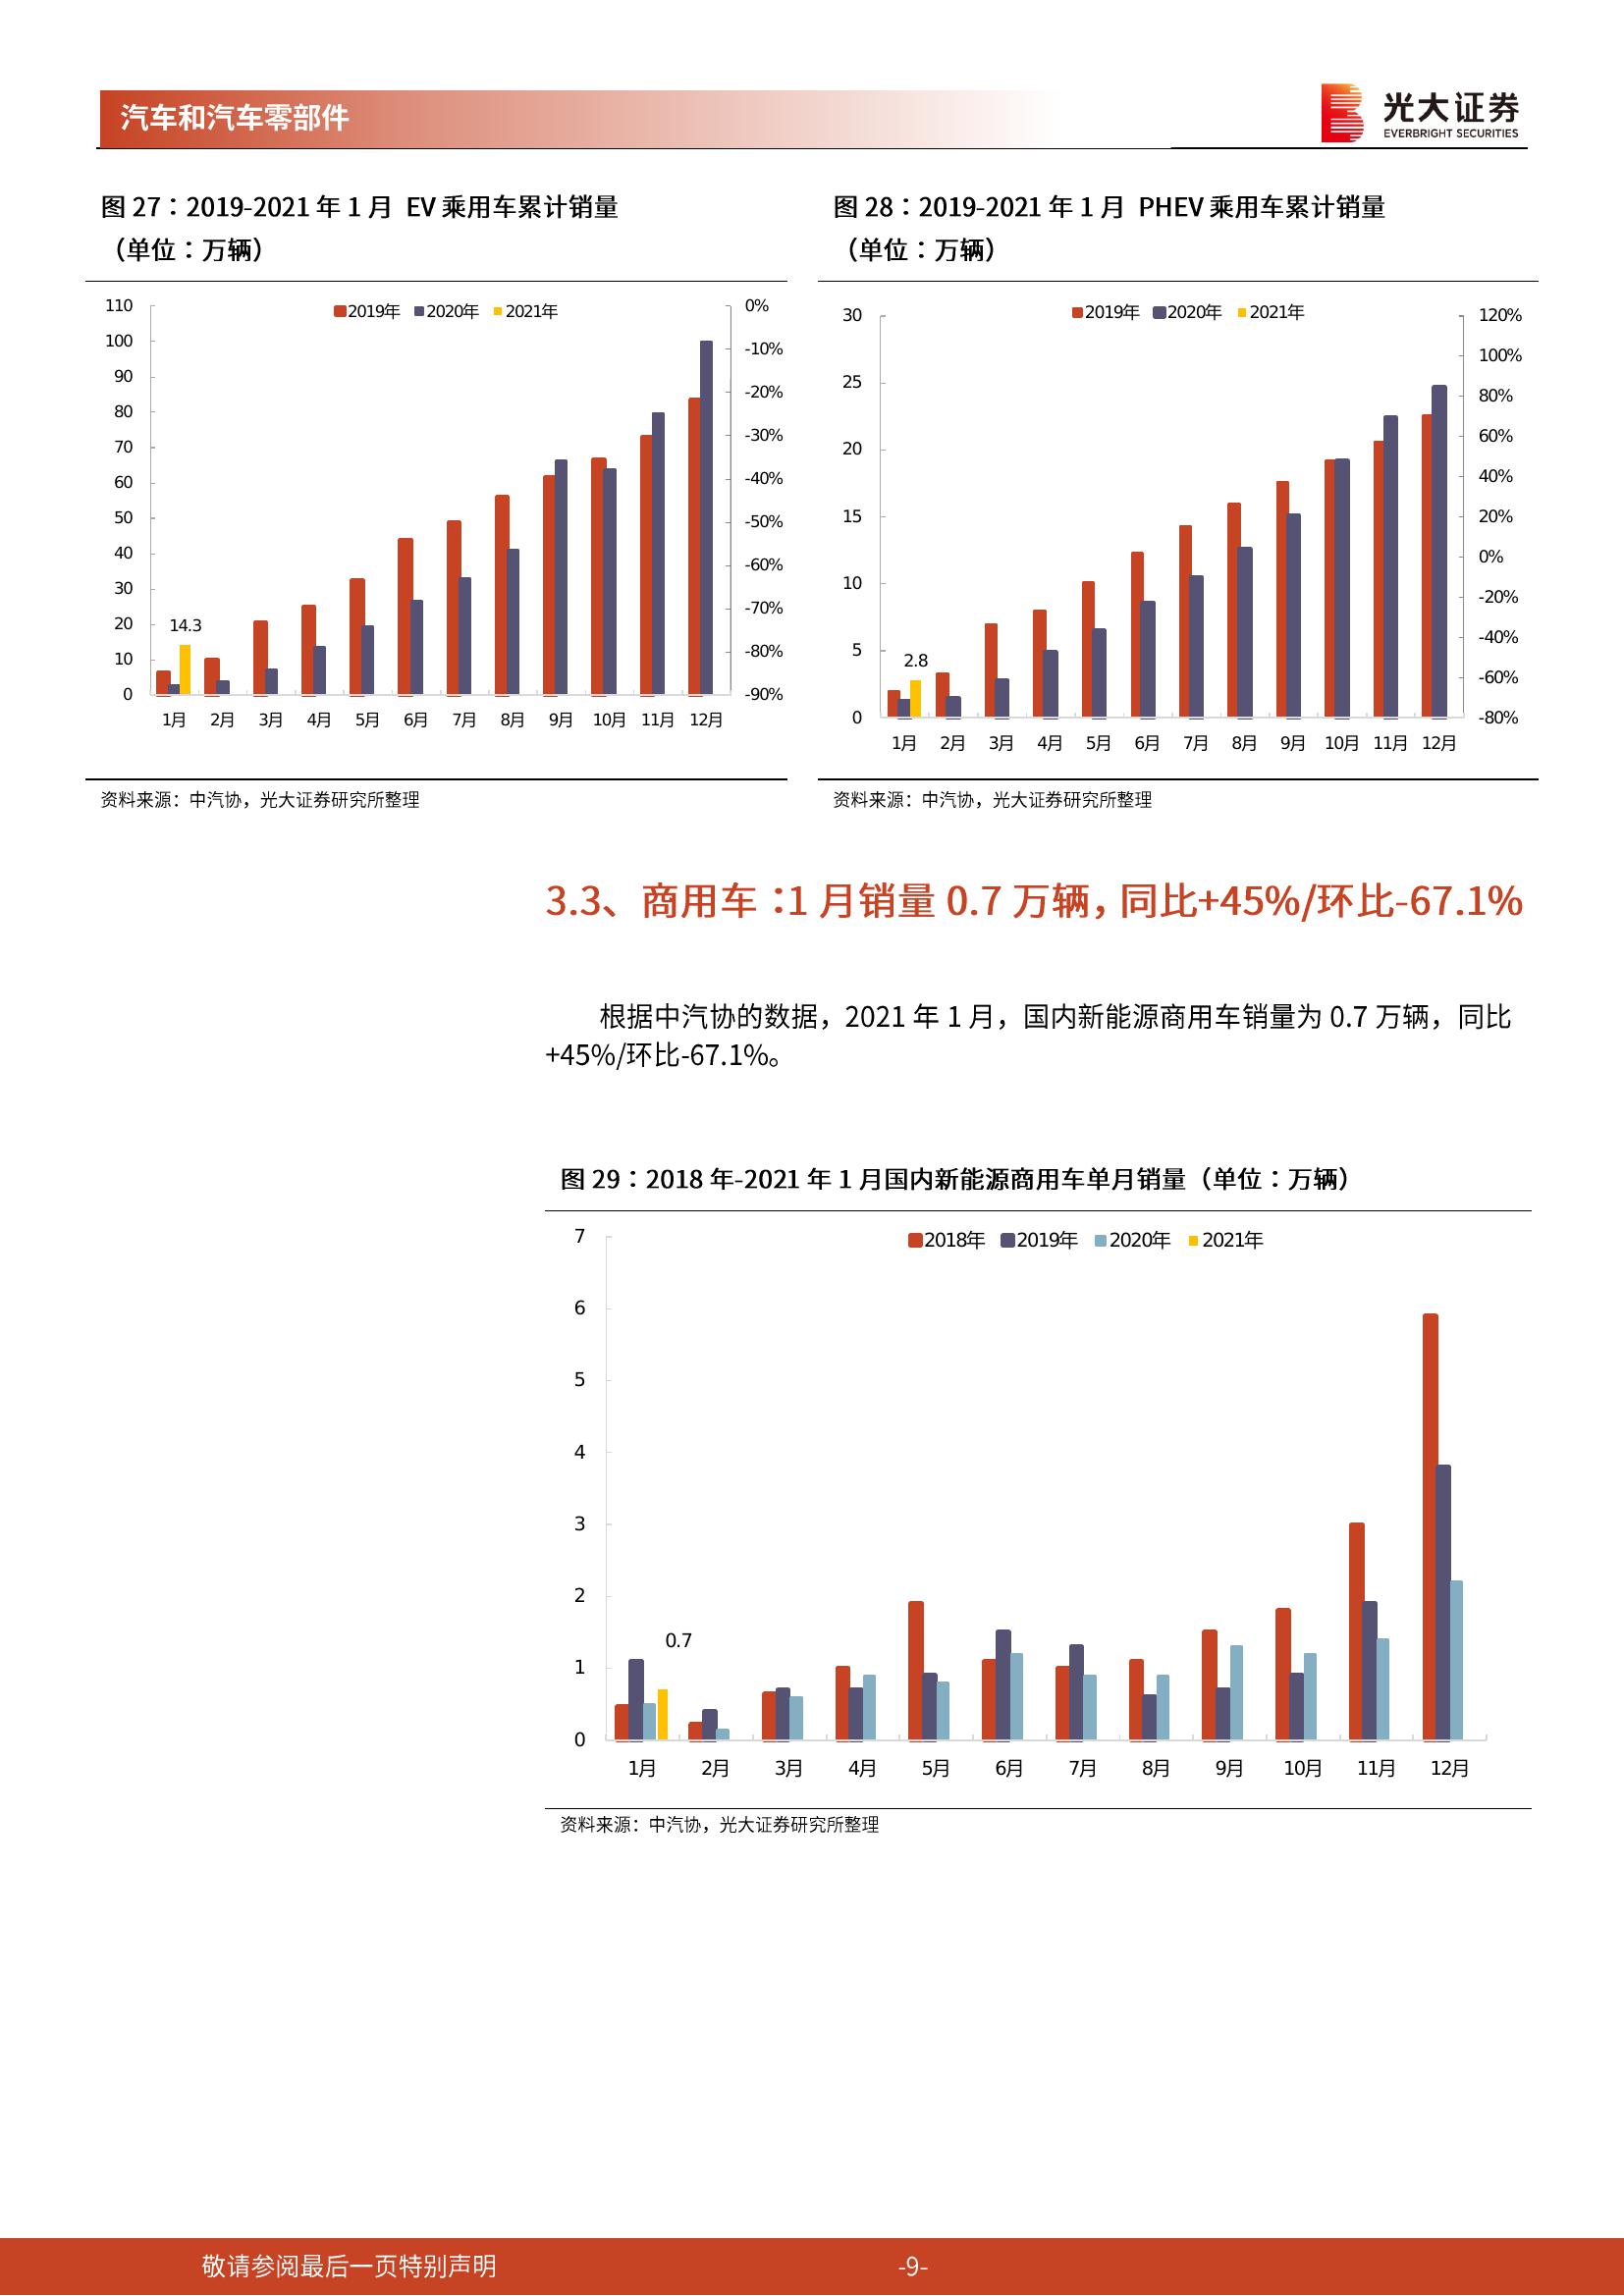 汽车和汽车零部件
光大证券
EVERBRIGHT SECURITIES
图 27：2019-2021 年 1 月 EV 乘用车累计销量
（单位：万辆）
2019年 2020年 2021年
110
100
90
80
70
60
50
40
30
20
10
0
14.3
0%
-10%
-20%
-30%
-40%
-50%
-60%
-70%
-80%
-90%
1月 2月 3月 4月 5月 6月 7月 8月 9月 10月 11月 12月
资料来源：中汽协，光大证券研究所整理
图 28：2019-2021 年 1 月 PHEV 乘用车累计销量
（单位：万辆）
2019年 2020年 2021年
30
25
20
15
10
5
0
2.8
120%
100%
80%
60%
40%
20%
0%
-20%
-40%
-60%
-80%
1月 2月 3月 4月 5月 6月 7月 8月 9月 10月 11月 12月
资料来源：中汽协，光大证券研究所整理
3.3、商用车：1 月销量 0.7 万辆，同比+45%/环比-67.1%
根据中汽协的数据，2021 年 1 月，国内新能源商用车销量为 0.7 万辆，同比
+45%/环比-67.1%。
图 29：2018 年-2021 年 1 月国内新能源商用车单月销量（单位：万辆）
2018年 2019年 2020年 2021年
7
6
5
4
3
2
1
0
0.7
1月 2月 3月 4月 5月 6月 7月 8月 9月 10月 11月 12月
资料来源：中汽协，光大证券研究所整理
敬请参阅最后一页特别声明
-9-